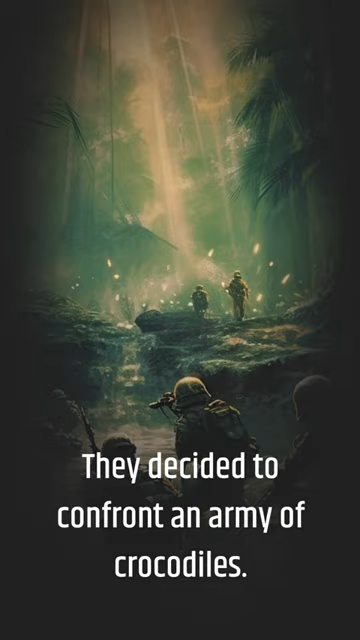 They decided to
confront an army of
crocodiles.